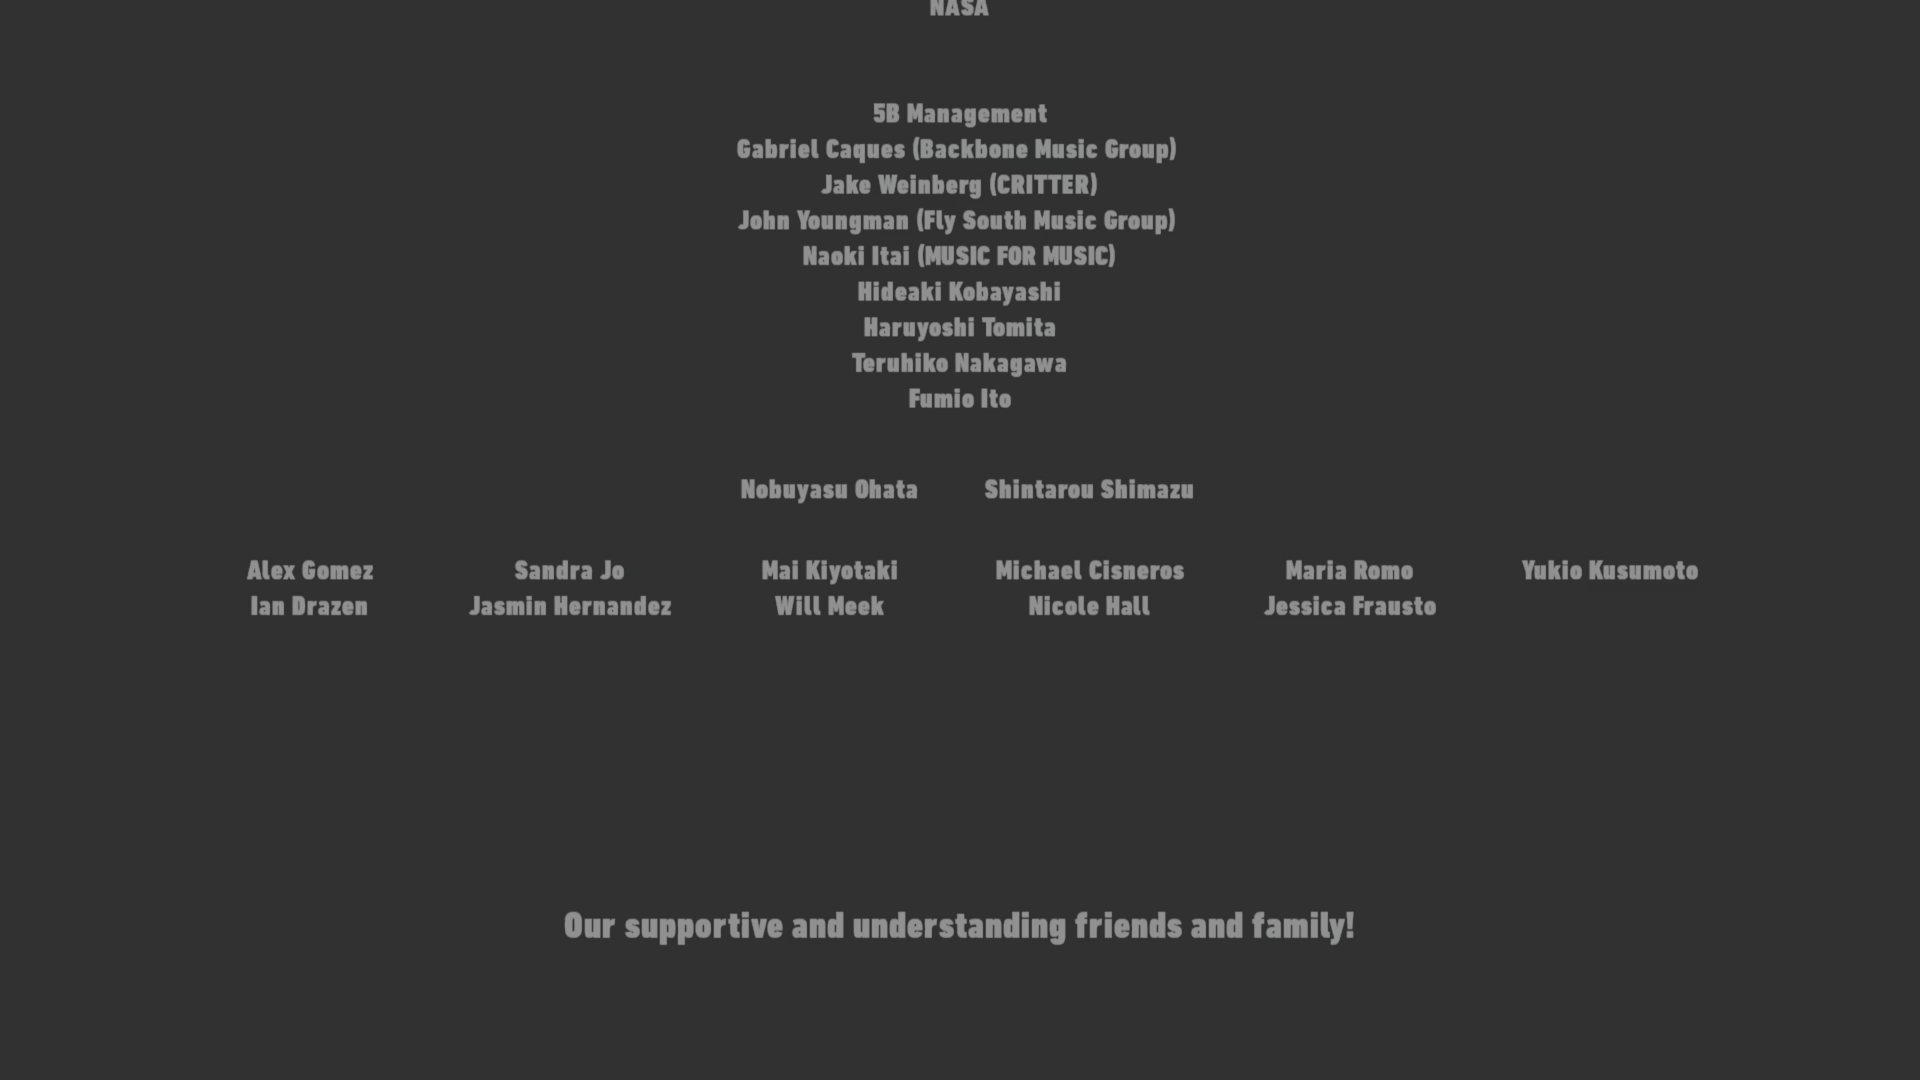 NASA
5B Management
Gabriel Caques (Backbone Music Group)
Jake Weinberg (CRITTER)
John Youngman (Fly South Music Group)
Naoki Itai (MUSIC FOR MUSIC)
Hideaki Kobayashi
Haruyoshi Tomita
Teruhiko Nakagawa
Fumio Ito
Nobuyasu Ohata Shintarou Shimazu
Alex Gomez Sandra Jo Mai Kiyotaki Michael Cisneros Maria Romo Yukio Kusumoto
Ian Drazen Jasmin Hernandez Will Meek Nicole Hall Jessica Frausto
Our supportive and understanding friends and family!